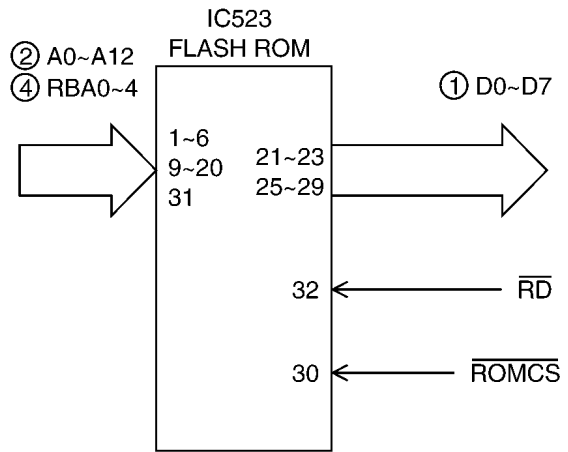 IC523
FLASH ROM
② A0~A12
④ RBA0~4
① D0~D7
1~6
9~20
31
21~23
25~29
32
RD
30
ROMCS